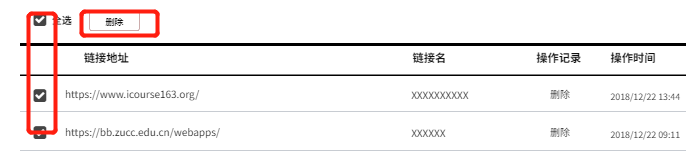 全选 删除
链接地址 链接名 操作记录 操作时间
https://www.icourse163.org/ XXXXXXXXXX 删除 2018/12/22 13:44
https://bb.zucc.edu.cn/webapps/ XXXXXX 删除 2018/12/22 09:11